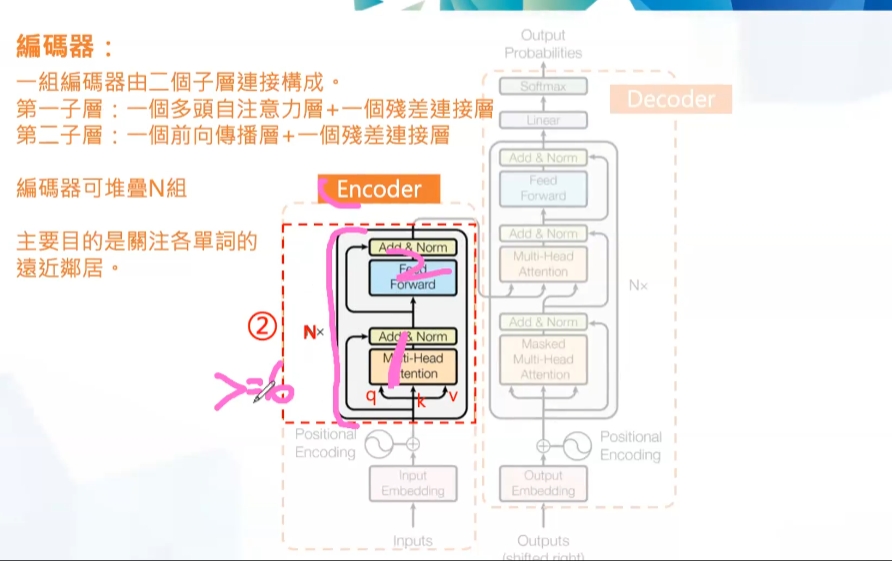 編碼器：
一組編碼器由二個子層連接構成。
第一子層：一個多頭自注意力層+一個殘差連接層
第二子層：一個前向傳播層+一個殘差連接層
編碼器可堆疊N組
主要目的是關注各單詞的
遠近鄰居。
Encoder
Add & Norm
Feed
Forward
2
②
N×
Add & Norm
Multi-Head
Attention
1
q k v
>=6
Positional
Encoding
Input
Embedding
Inputs
Output
Probabilities
Softmax
Decoder
Linear
Add & Norm
Feed
Forward
Add & Norm
Multi-Head
Attention
N×
Add & Norm
Masked
Multi-Head
Attention
Positional
Encoding
Output
Embedding
Outputs
(shifted right)